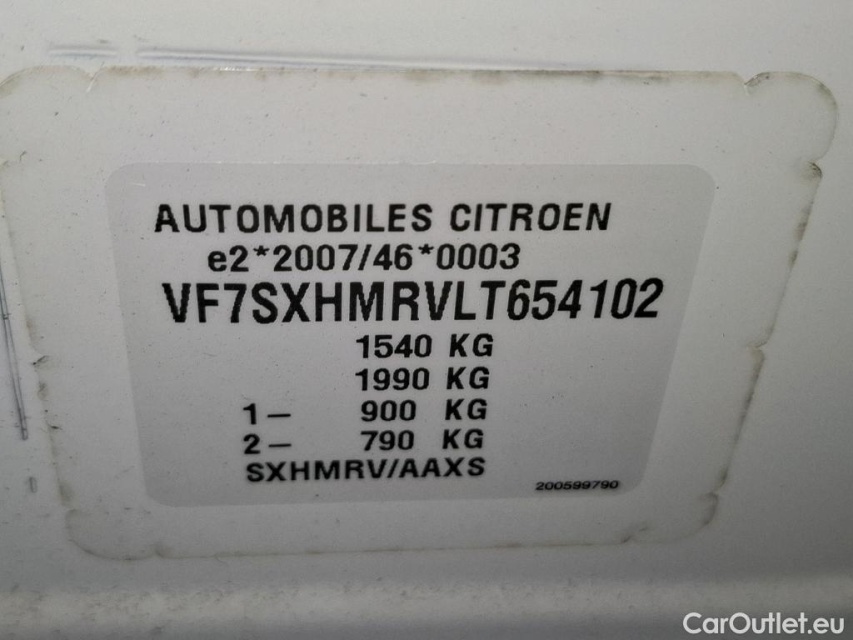 AUTOMOBILES CITROEN
e2*2007/46*0003
VF7SXHMRVLT654102
1540 KG
1990 KG
1- 900 KG
2- 790 KG
SXHMRV/AAXS
200599790
CarOutlet.eu